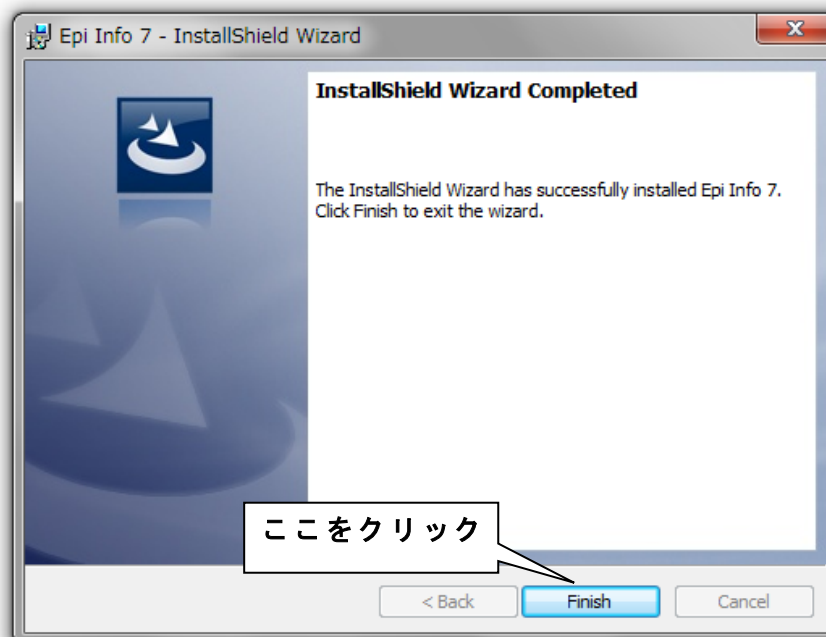 Epi Info 7 - InstallShield Wizard
InstallShield Wizard Completed
The InstallShield Wizard has successfully installed Epi Info 7.
Click Finish to exit the wizard.
ここをクリック
< Back
Finish
Cancel